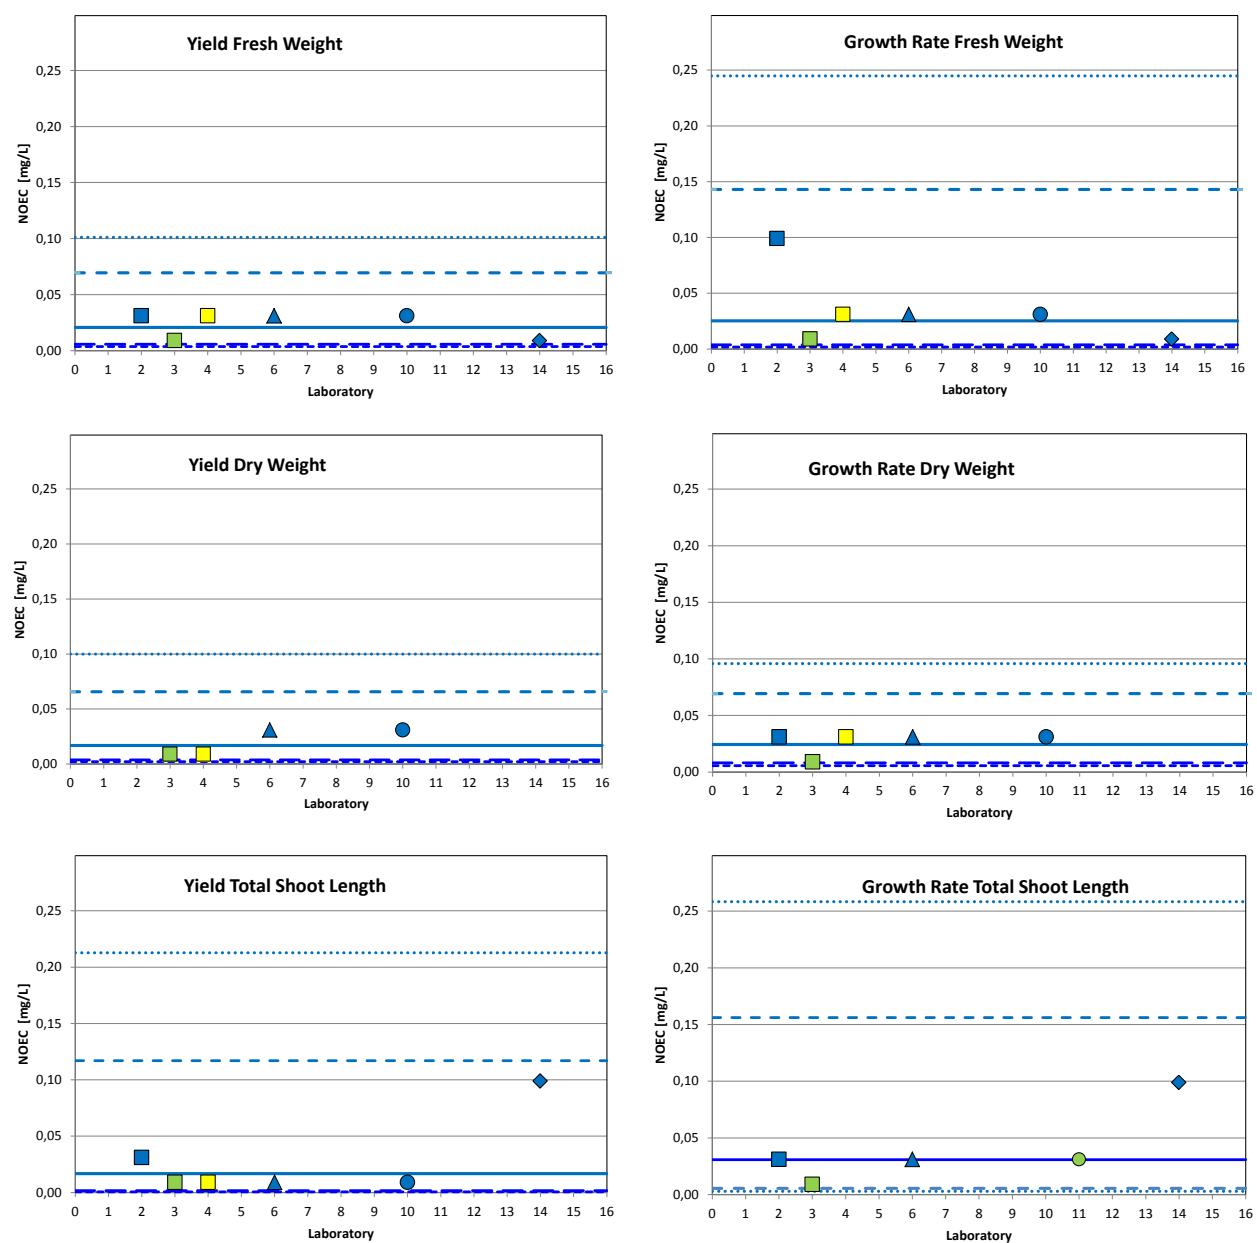 Yield Fresh Weight
0,25
0,20
0,15
0,10
0,05
0,00
NOEC [mg/L]
0 1 2 3 4 5 6 7 8 9 10 11 12 13 14 15 16
Laboratory
Growth Rate Fresh Weight
0,25
0,20
0,15
0,10
0,05
0,00
NOEC [mg/L]
0 1 2 3 4 5 6 7 8 9 10 11 12 13 14 15 16
Laboratory
Yield Dry Weight
0,25
0,20
0,15
0,10
0,05
0,00
NOEC [mg/L]
0 1 2 3 4 5 6 7 8 9 10 11 12 13 14 15 16
Laboratory
Growth Rate Dry Weight
0,25
0,20
0,15
0,10
0,05
0,00
NOEC [mg/L]
0 1 2 3 4 5 6 7 8 9 10 11 12 13 14 15 16
Laboratory
Yield Total Shoot Length
0,25
0,20
0,15
0,10
0,05
0,00
NOEC [mg/L]
0 1 2 3 4 5 6 7 8 9 10 11 12 13 14 15 16
Laboratory
Growth Rate Total Shoot Length
0,25
0,20
0,15
0,10
0,05
0,00
NOEC [mg/L]
0 1 2 3 4 5 6 7 8 9 10 11 12 13 14 15 16
Laboratory